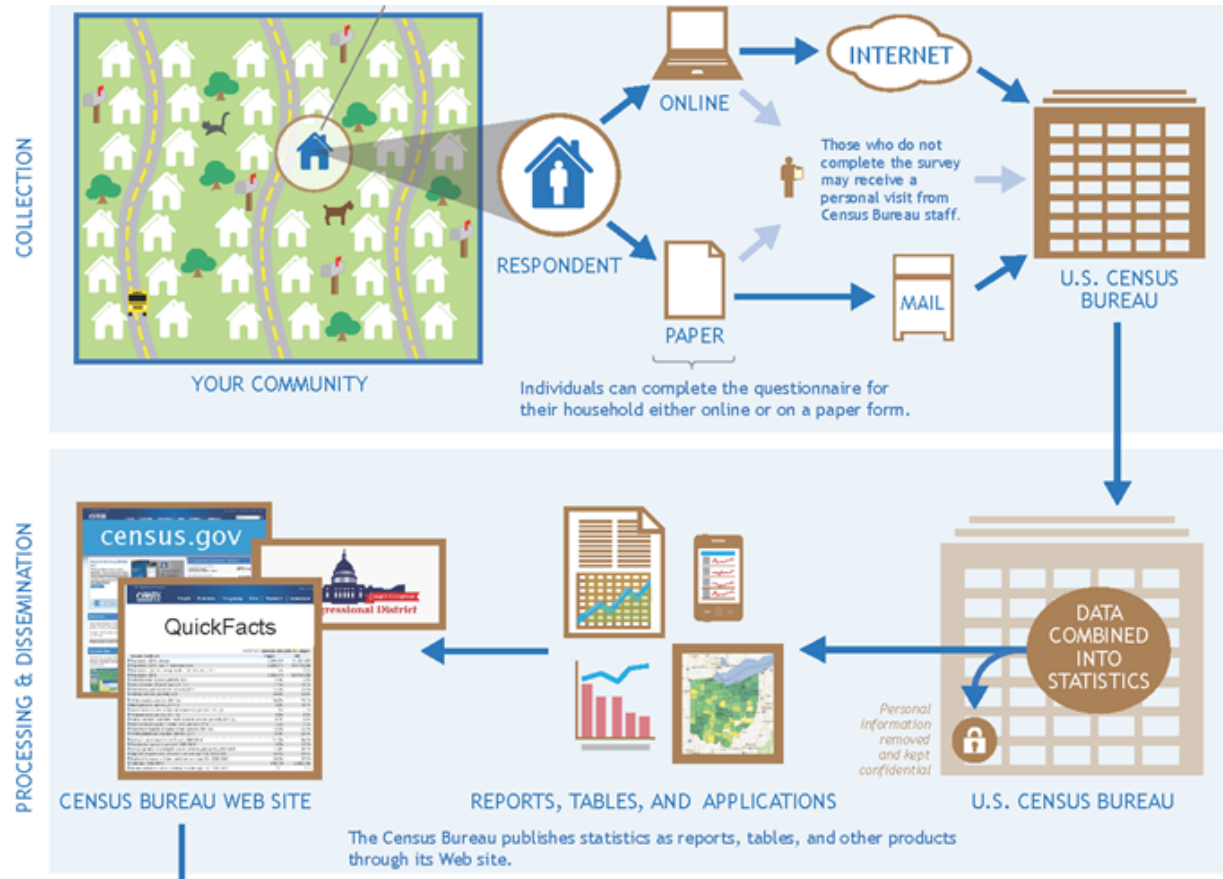 COLLECTION
YOUR COMMUNITY
RESPONDENT
ONLINE
INTERNET
Those who do not
complete the survey
may receive a
personal visit from
Census Bureau staff.
PAPER
MAIL
U.S. CENSUS
BUREAU
Individuals can complete the questionnaire for
their household either online or on a paper form.
PROCESSING & DISSEMINATION
census.gov
gressional District
QuickFacts
CENSUS BUREAU WEB SITE
REPORTS, TABLES, AND APPLICATIONS
The Census Bureau publishes statistics as reports, tables, and other products
through its Web site.
DATA
COMBINED
INTO
STATISTICS
Personal
information
removed
and kept
confidential
U.S. CENSUS BUREAU